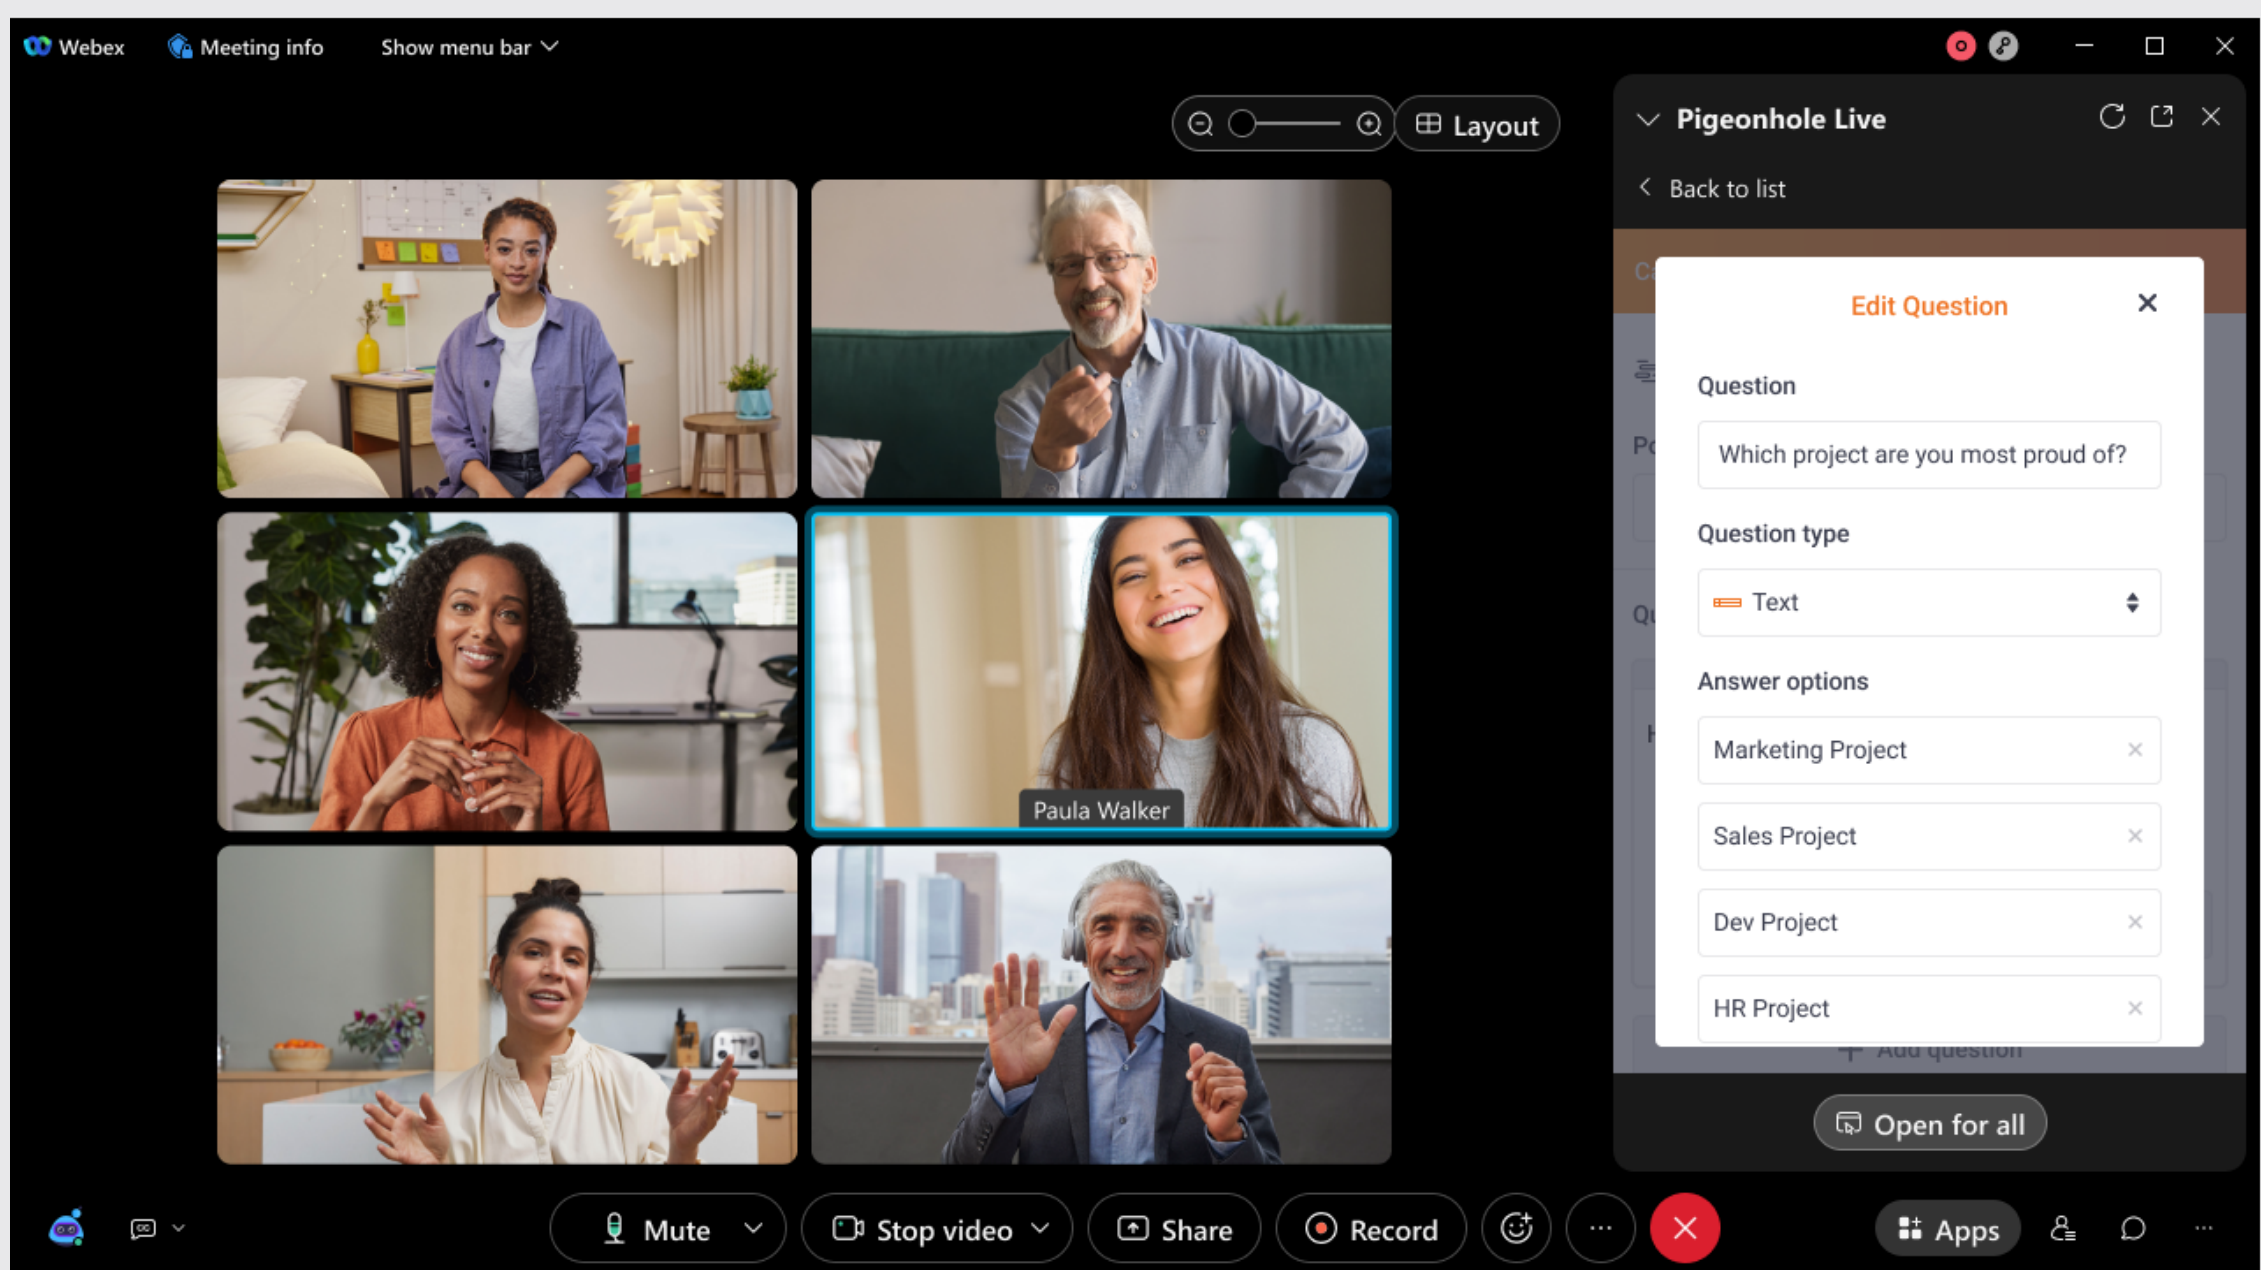 Webex
Meeting info
Show menu bar
Layout
Pigeonhole Live
Back to list
Edit Question
Question
Which project are you most proud of?
Question type
Text
Answer options
Marketing Project
Sales Project
Dev Project
HR Project
Add question
Open for all
Paula Walker
Mute
Stop video
Share
Record
Apps